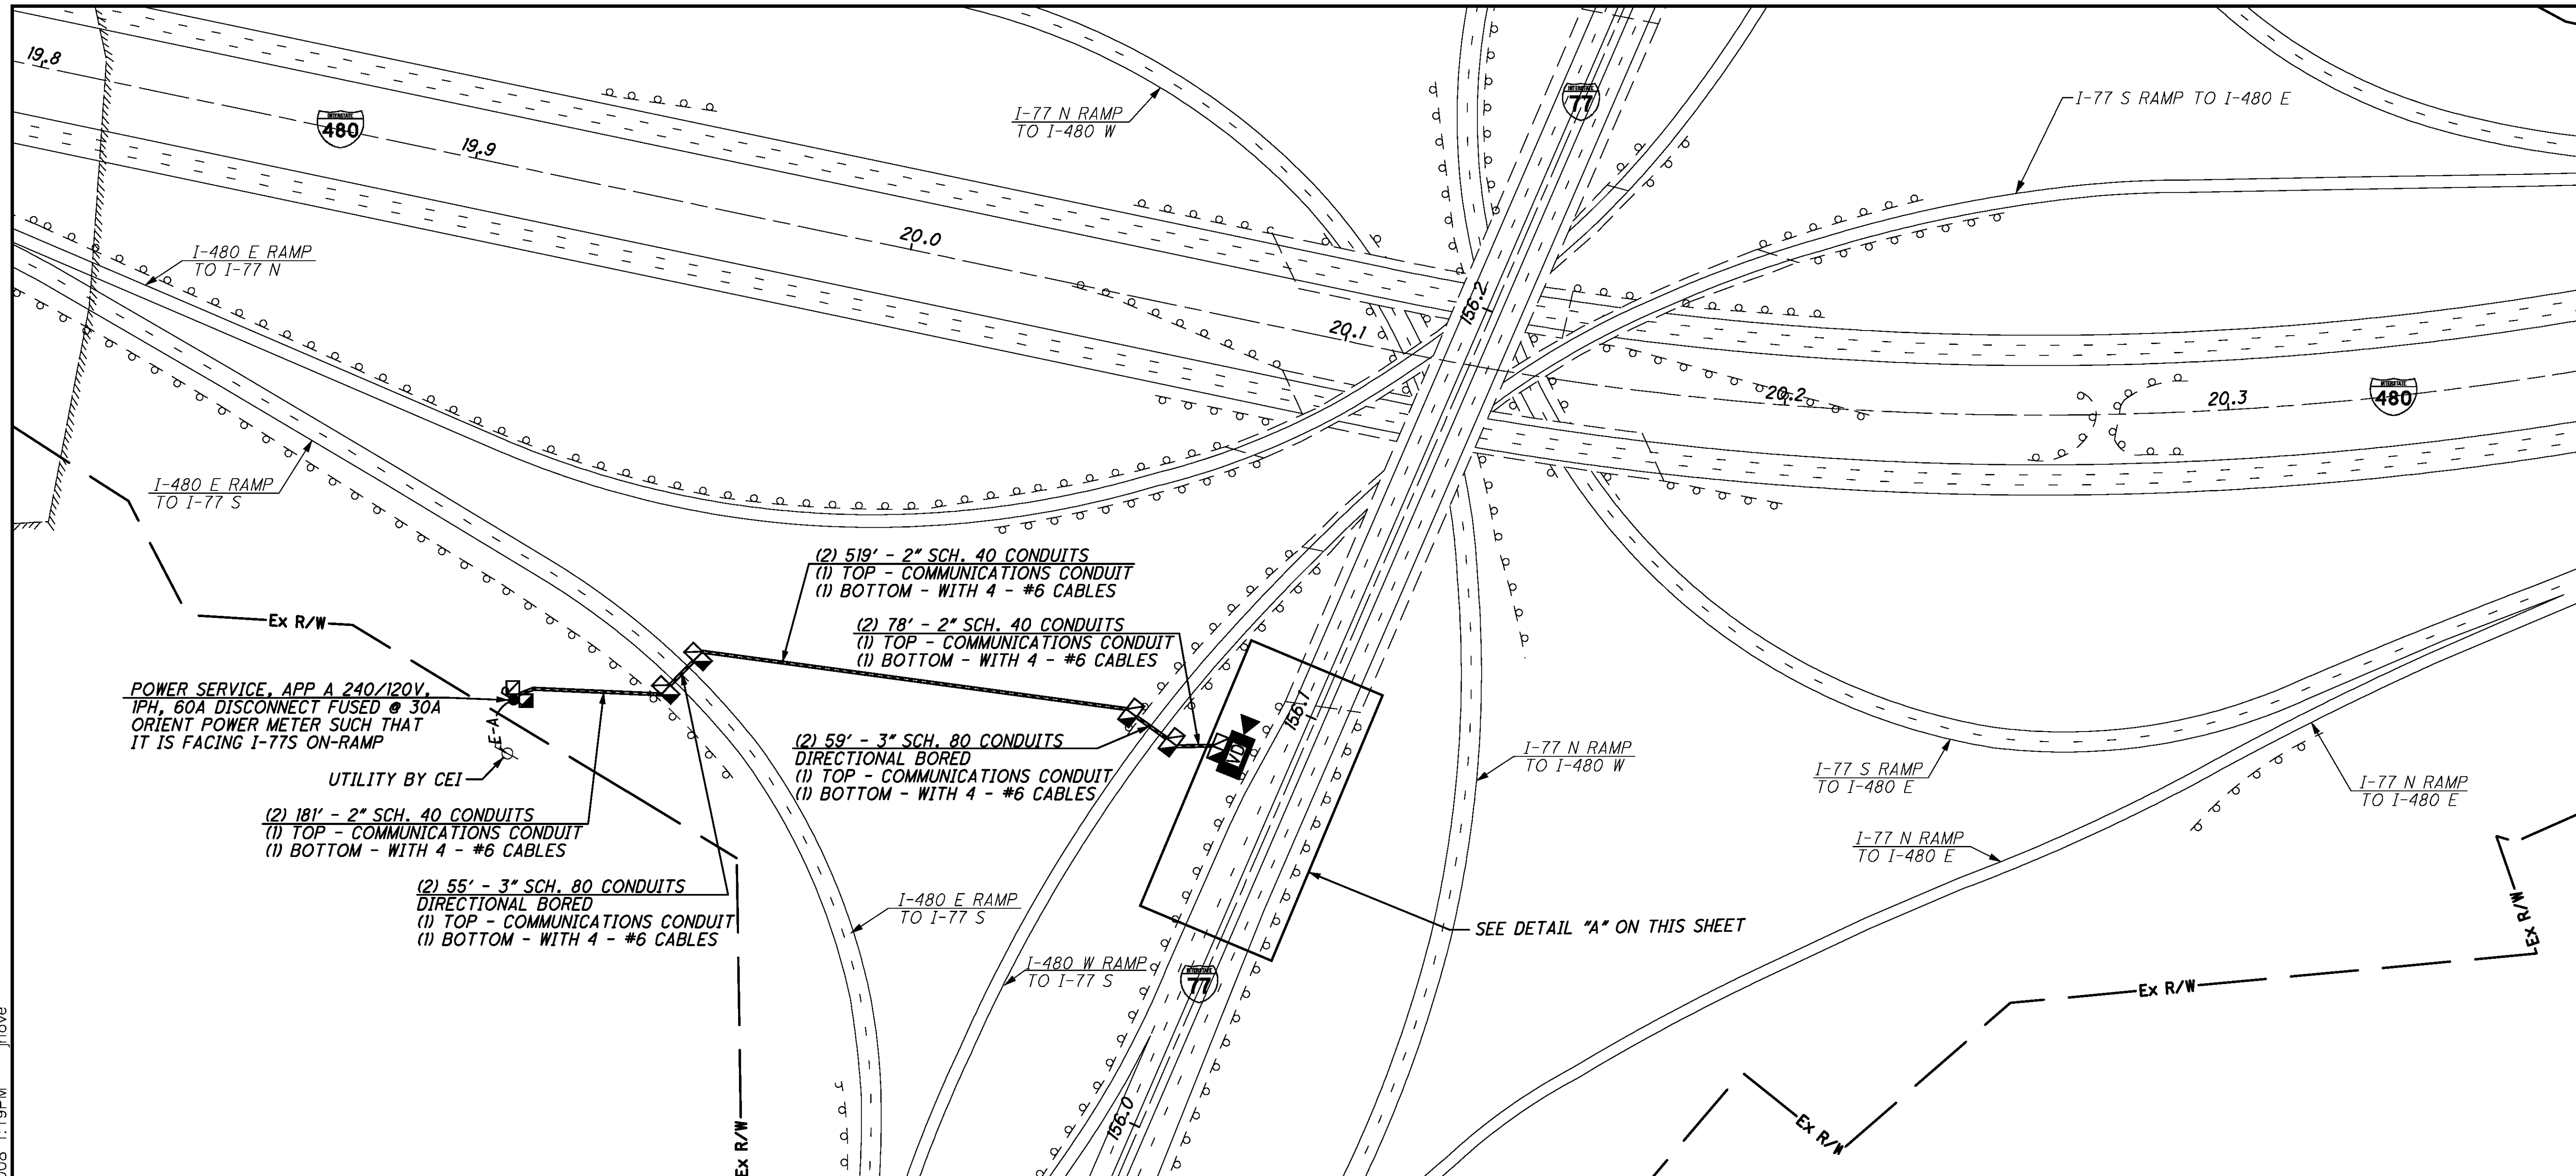 19.8
INTERSTATE
480
19.9
I-77 N RAMP
TO I-480 W
INTERSTATE
77
I-77 S RAMP TO I-480 E
I-480 E RAMP
TO I-77 N
20.0
20.1
156.2
20.2
20.3
INTERSTATE
480
I-480 E RAMP
TO I-77 S
(2) 519' - 2" SCH. 40 CONDUITS
(1) TOP - COMMUNICATIONS CONDUIT
(1) BOTTOM - WITH 4 - #6 CABLES
(2) 78' - 2" SCH. 40 CONDUITS
(1) TOP - COMMUNICATIONS CONDUIT
(1) BOTTOM - WITH 4 - #6 CABLES
Ex R/W
POWER SERVICE, APP A 240/120V,
1PH, 60A DISCONNECT FUSED @ 30A
ORIENT POWER METER SUCH THAT
IT IS FACING I-77S ON-RAMP
E-A
UTILITY BY CEI
(2) 59' - 3" SCH. 80 CONDUITS
DIRECTIONAL BORED
(1) TOP - COMMUNICATIONS CONDUIT
(1) BOTTOM - WITH 4 - #6 CABLES
156.1
I-77 N RAMP
TO I-480 W
I-77 S RAMP
TO I-480 E
I-77 N RAMP
TO I-480 E
(2) 181' - 2" SCH. 40 CONDUITS
(1) TOP - COMMUNICATIONS CONDUIT
(1) BOTTOM - WITH 4 - #6 CABLES
I-77 N RAMP
TO I-480 E
(2) 55' - 3" SCH. 80 CONDUITS
DIRECTIONAL BORED
(1) TOP - COMMUNICATIONS CONDUIT
(1) BOTTOM - WITH 4 - #6 CABLES
I-480 E RAMP
TO I-77 S
SEE DETAIL "A" ON THIS SHEET
I-480 W RAMP
TO I-77 S
INTERSTATE
77
Ex R/W
Ex R/W
156.0
Ex R/W
Ex R/W
1:19PM